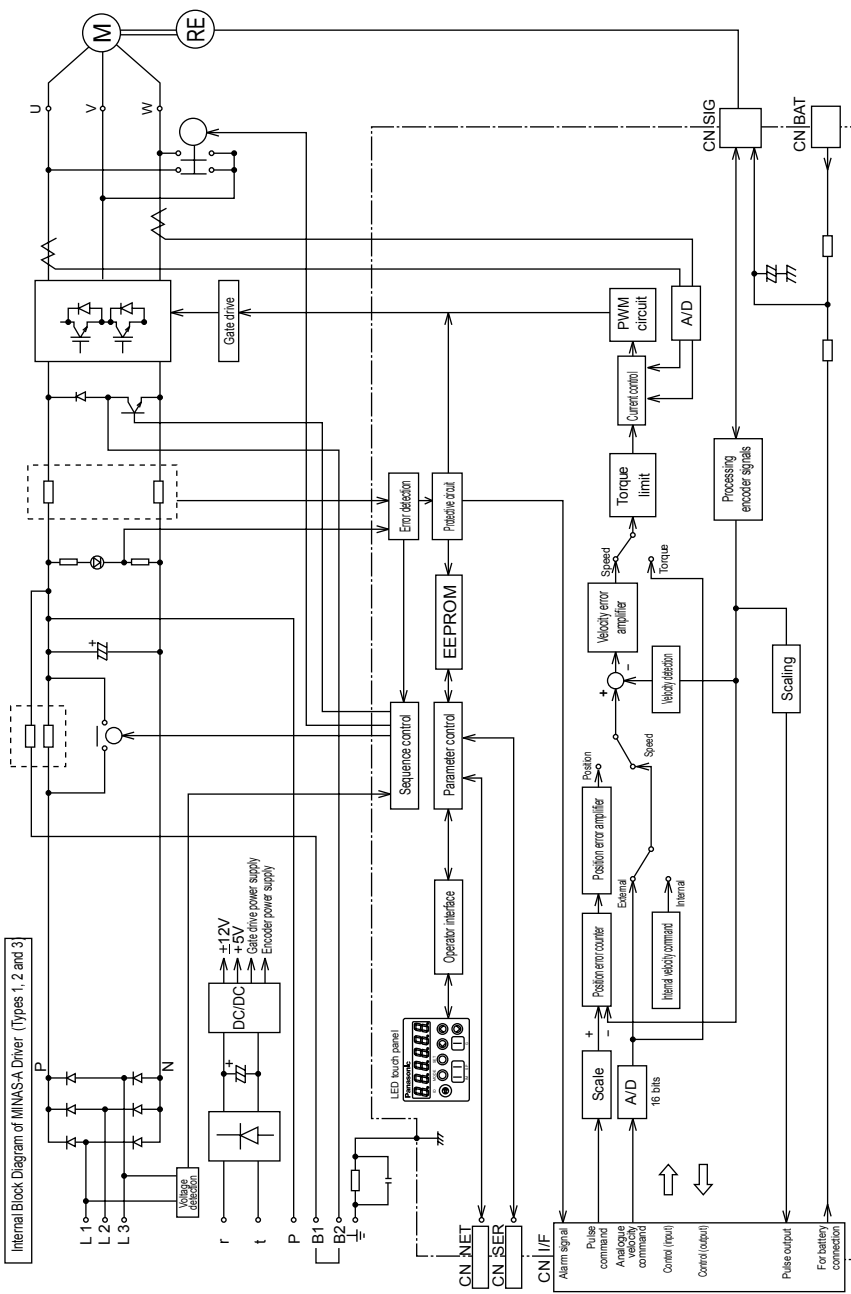 Internal Block Diagram of MINAS-A Driver (Types 1, 2 and 3)
L1
L2
L3
Voltage
detection
P
N
U
V
W
M
RE
r
t
P
B1
B2
DC/DC
±12V
+5V
Gate drive power supply
Encoder power supply
+
+
Gate drive
Sequence control
Error detection
Protective circuit
EEPROM
Parameter control
Operator interface
LED touch panel
Panasonic
CN NET
CN SER
CN I/F
Alarm signal
Pulse
command
Analogue
velocity
command
Control (input)
Control (output)
Pulse output
For battery
connection
Scale
A/D
16 bits
+
-
Position error counter
Position error amplifier
Position
External
Internal
Internal velocity command
Speed
+
-
Velocity error
amplifier
Velocity detection
Speed
Torque
Torque
limit
Current control
PWM
circuit
A/D
Processing
encoder signals
Scaling
CN SIG
CN BAT